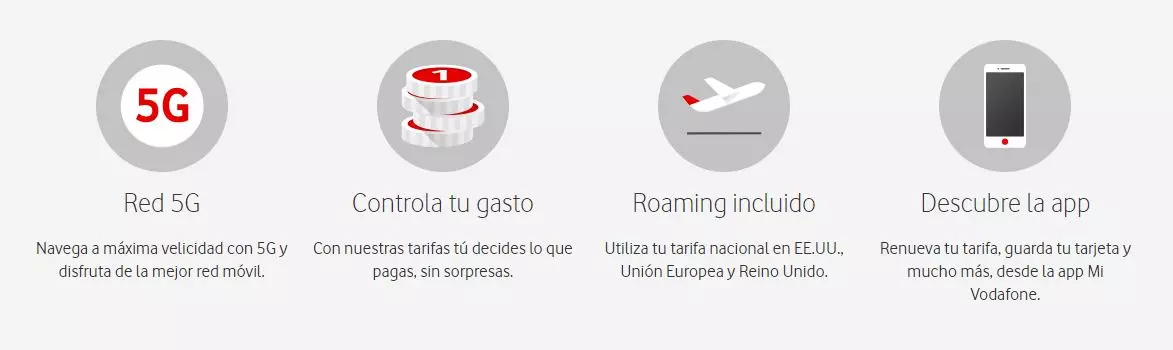 5G
1
Red 5G
Controla tu gasto
Roaming incluido
Descubre la app
Navega a máxima velicidad con 5G y
disfruta de la mejor red móvil.
Con nuestras tarifas tú decides lo que
pagas, sin sorpresas.
Utiliza tu tarifa nacional en EE.UU.,
Unión Europea y Reino Unido.
Renueva tu tarifa, guarda tu tarjeta y
mucho más, desde la app Mi
Vodafone.